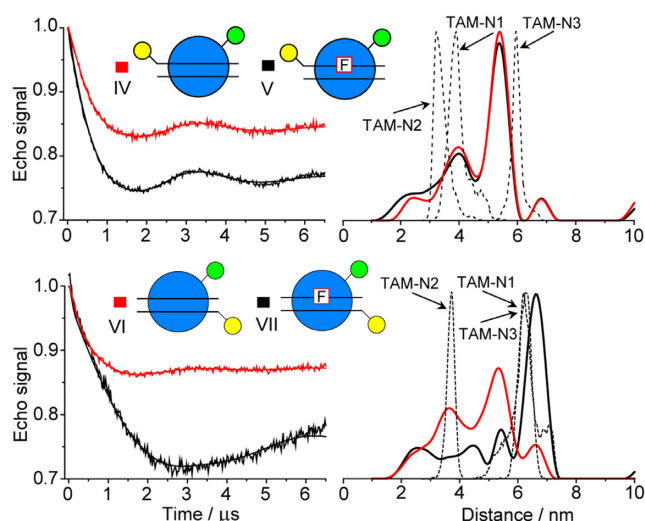 1.0
0.9
0.8
0.7
Echo signal
IV
V
F
0 1 2 3 4 5 6
TAM-N1
TAM-N3
TAM-N2
0 2 4 6 8 10
1.0
0.9
0.8
0.7
Echo signal
VI
VII
F
0 1 2 3 4 5 6
Time / μs
TAM-N2
TAM-N1
TAM-N3
0 2 4 6 8 10
Distance / nm